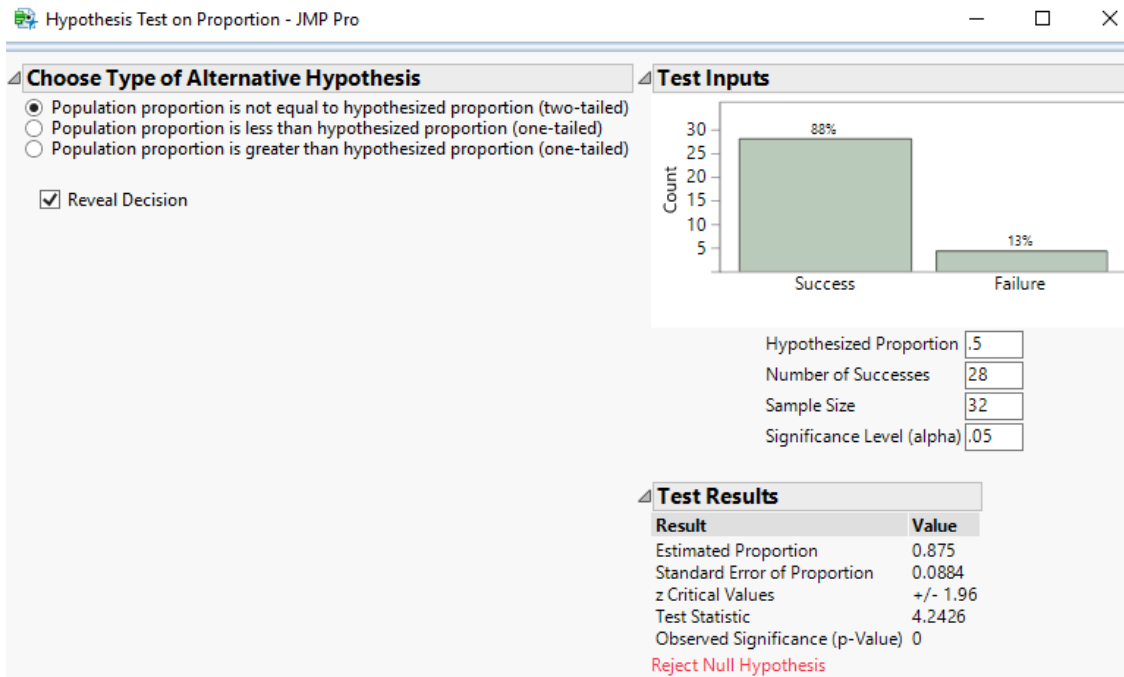 Hypothesis Test on Proportion - JMP Pro
Choose Type of Alternative Hypothesis
Population proportion is not equal to hypothesized proportion (two-tailed)
Population proportion is less than hypothesized proportion (one-tailed)
Population proportion is greater than hypothesized proportion (one-tailed)
Reveal Decision
Test Inputs
Count
30
25
20
15
10
5
88%
13%
Success Failure
Hypothesized Proportion .5
Number of Successes 28
Sample Size 32
Significance Level (alpha) .05
Test Results
Result Value
Estimated Proportion 0.875
Standard Error of Proportion 0.0884
z Critical Values +/- 1.96
Test Statistic 4.2426
Observed Significance (p-Value) 0
Reject Null Hypothesis